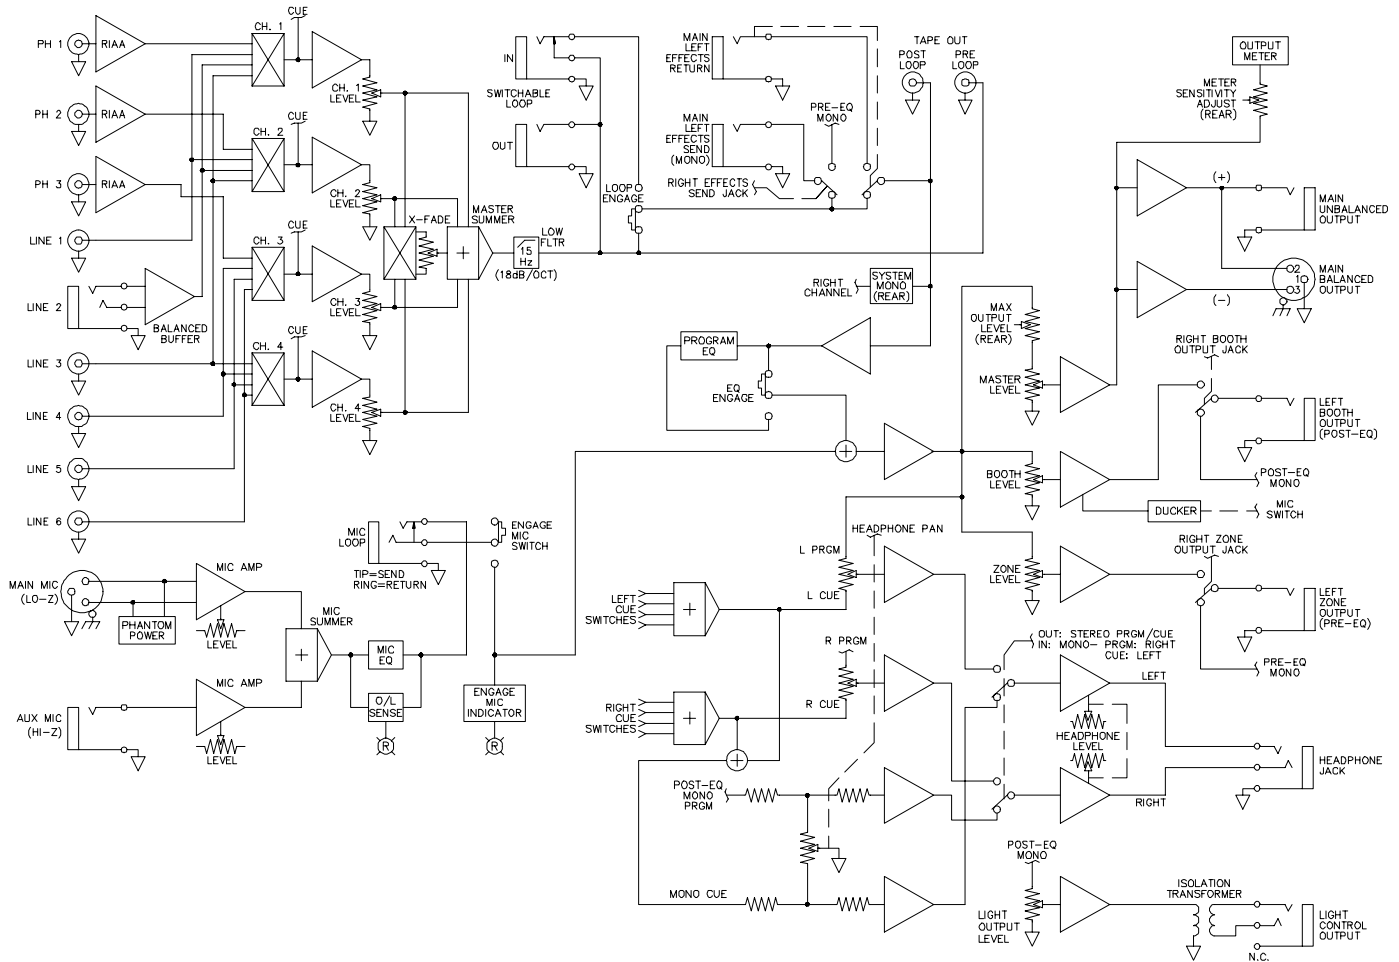 PH 1
RIAA
CH. 1
CUE
CH. 1
LEVEL
IN
SWITCHABLE
LOOP
OUT
MAIN
LEFT
EFFECTS
RETURN
TAPE OUT
POST
LOOP
PRE
LOOP
OUTPUT
METER
METER
SENSITIVITY
ADJUST
(REAR)
PH 2
RIAA
CH. 2
CUE
CH. 2
LEVEL
PRE-EQ
MONO
MAIN
LEFT
EFFECTS
SEND
(MONO)
RIGHT EFFECTS
SEND JACK
LOOP
ENGAGE
PH 3
RIAA
X-FADE
MASTER
SUMMER
+
LOW
FLTR
15
Hz
(18dB/OCT)
(+)
MAIN
UNBALANCED
OUTPUT
LINE 1
CH. 3
CUE
CH. 3
LEVEL
RIGHT
CHANNEL
SYSTEM
MONO
(REAR)
2
1
3
MAIN
BALANCED
OUTPUT
(-)
LINE 2
BALANCED
BUFFER
MAX
OUTPUT
LEVEL
(REAR)
PROGRAM
EQ
EQ
ENGAGE
RIGHT BOOTH
OUTPUT JACK
LINE 3
CH. 4
CUE
CH. 4
LEVEL
MASTER
LEVEL
LEFT
BOOTH
OUTPUT
(POST-EQ)
LINE 4
+
LINE 5
BOOTH
LEVEL
POST-EQ
MONO
DUCKER
MIC
SWITCH
LINE 6
MIC
LOOP
TIP=SEND
RING=RETURN
ENGAGE
MIC
SWITCH
HEADPHONE PAN
L PRGM
L CUE
ZONE
LEVEL
RIGHT ZONE
OUTPUT JACK
LEFT
ZONE
OUTPUT
(PRE-EQ)
MAIN MIC
(LO-Z)
PHANTOM
POWER
MIC AMP
LEVEL
MIC
SUMMER
+
LEFT
CUE
SWITCHES
+
R PRGM
R CUE
OUT: STEREO PRGM/CUE
IN: MONO- PRGM: RIGHT
CUE: LEFT
PRE-EQ
MONO
MIC
EQ
O/L
SENSE
R
ENGAGE
MIC
INDICATOR
R
RIGHT
CUE
SWITCHES
+
+
LEFT
HEADPHONE
LEVEL
RIGHT
HEADPHONE
JACK
AUX MIC
(HI-Z)
MIC AMP
LEVEL
POST-EQ
MONO
PRGM
MONO CUE
POST-EQ
MONO
LIGHT
OUTPUT
LEVEL
ISOLATION
TRANSFORMER
N.C.
LIGHT
CONTROL
OUTPUT